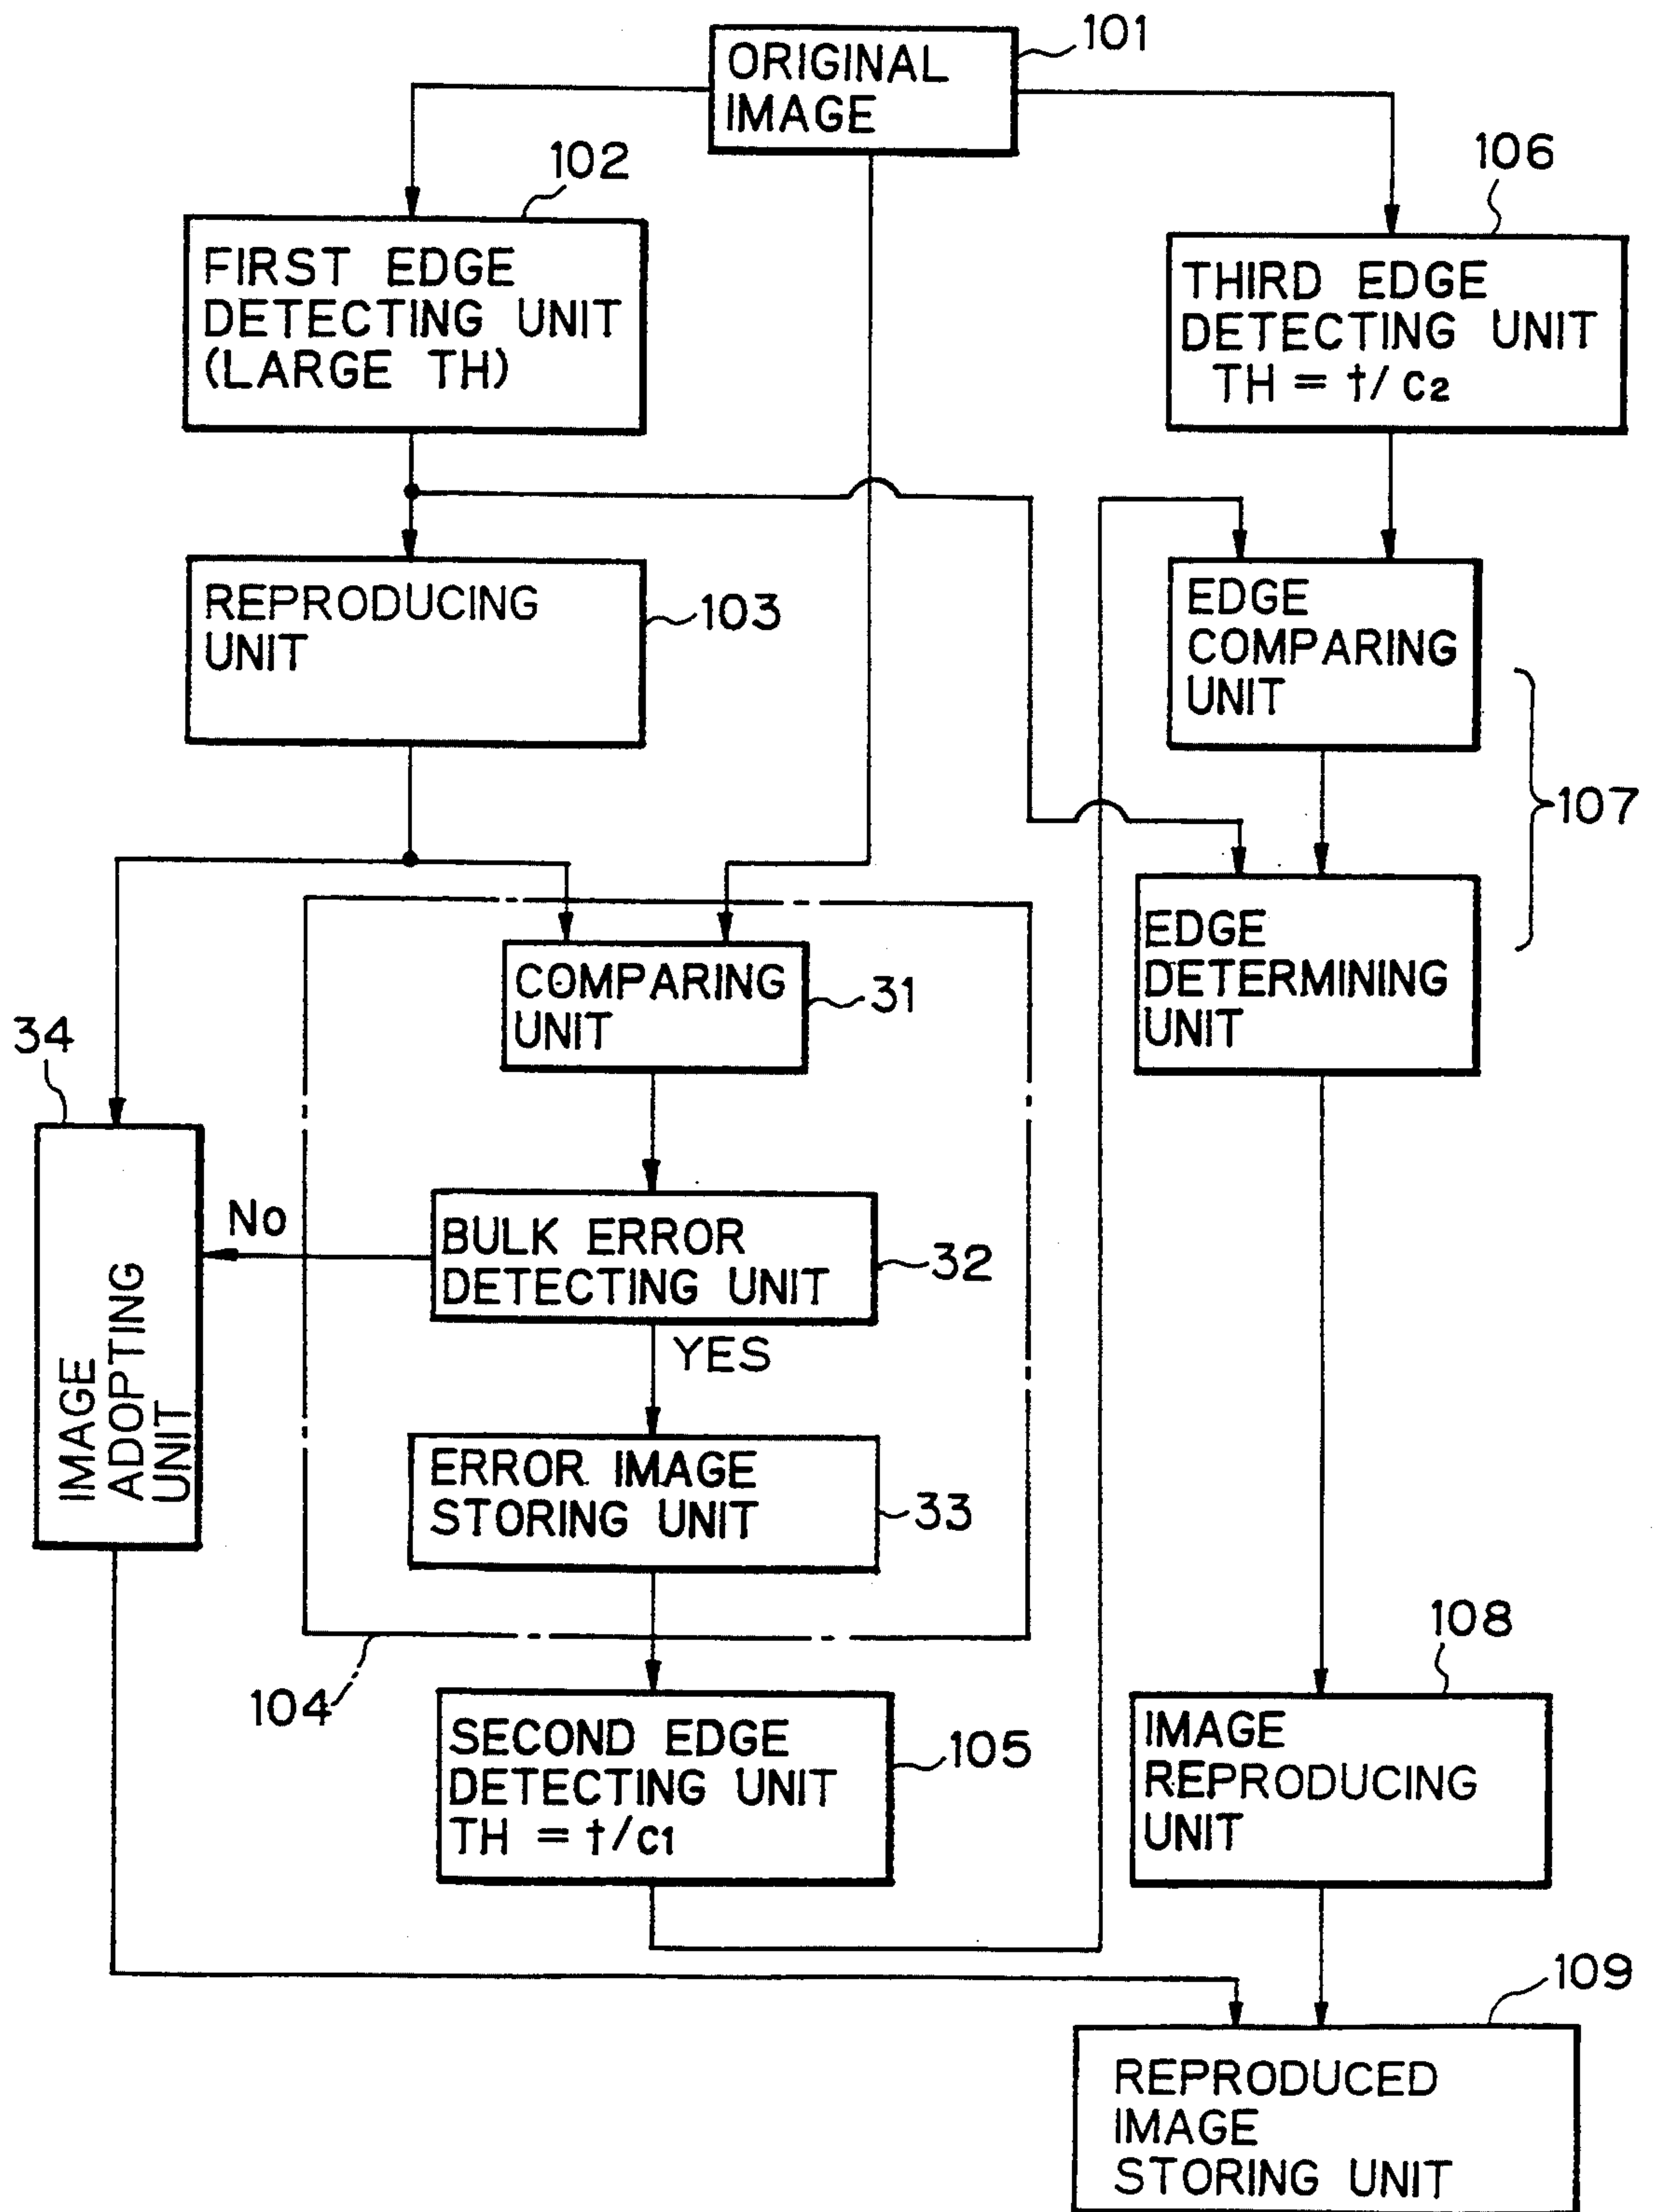 101
ORIGINAL
IMAGE
102
106
FIRST EDGE
DETECTING UNIT
(LARGE TH)
THIRD EDGE
DETECTING UNIT
TH = t/c2
REPRODUCING
UNIT
103
EDGE
COMPARING
UNIT
107
EDGE
DETERMINING
UNIT
COMPARING
UNIT
31
34
No
BULK ERROR
DETECTING UNIT
32
YES
IMAGE
ADOPTING
UNIT
ERROR IMAGE
STORING UNIT
33
104
108
SECOND EDGE
DETECTING UNIT
TH = t/c1
105
IMAGE
REPRODUCING
UNIT
109
REPRODUCED
IMAGE
STORING UNIT